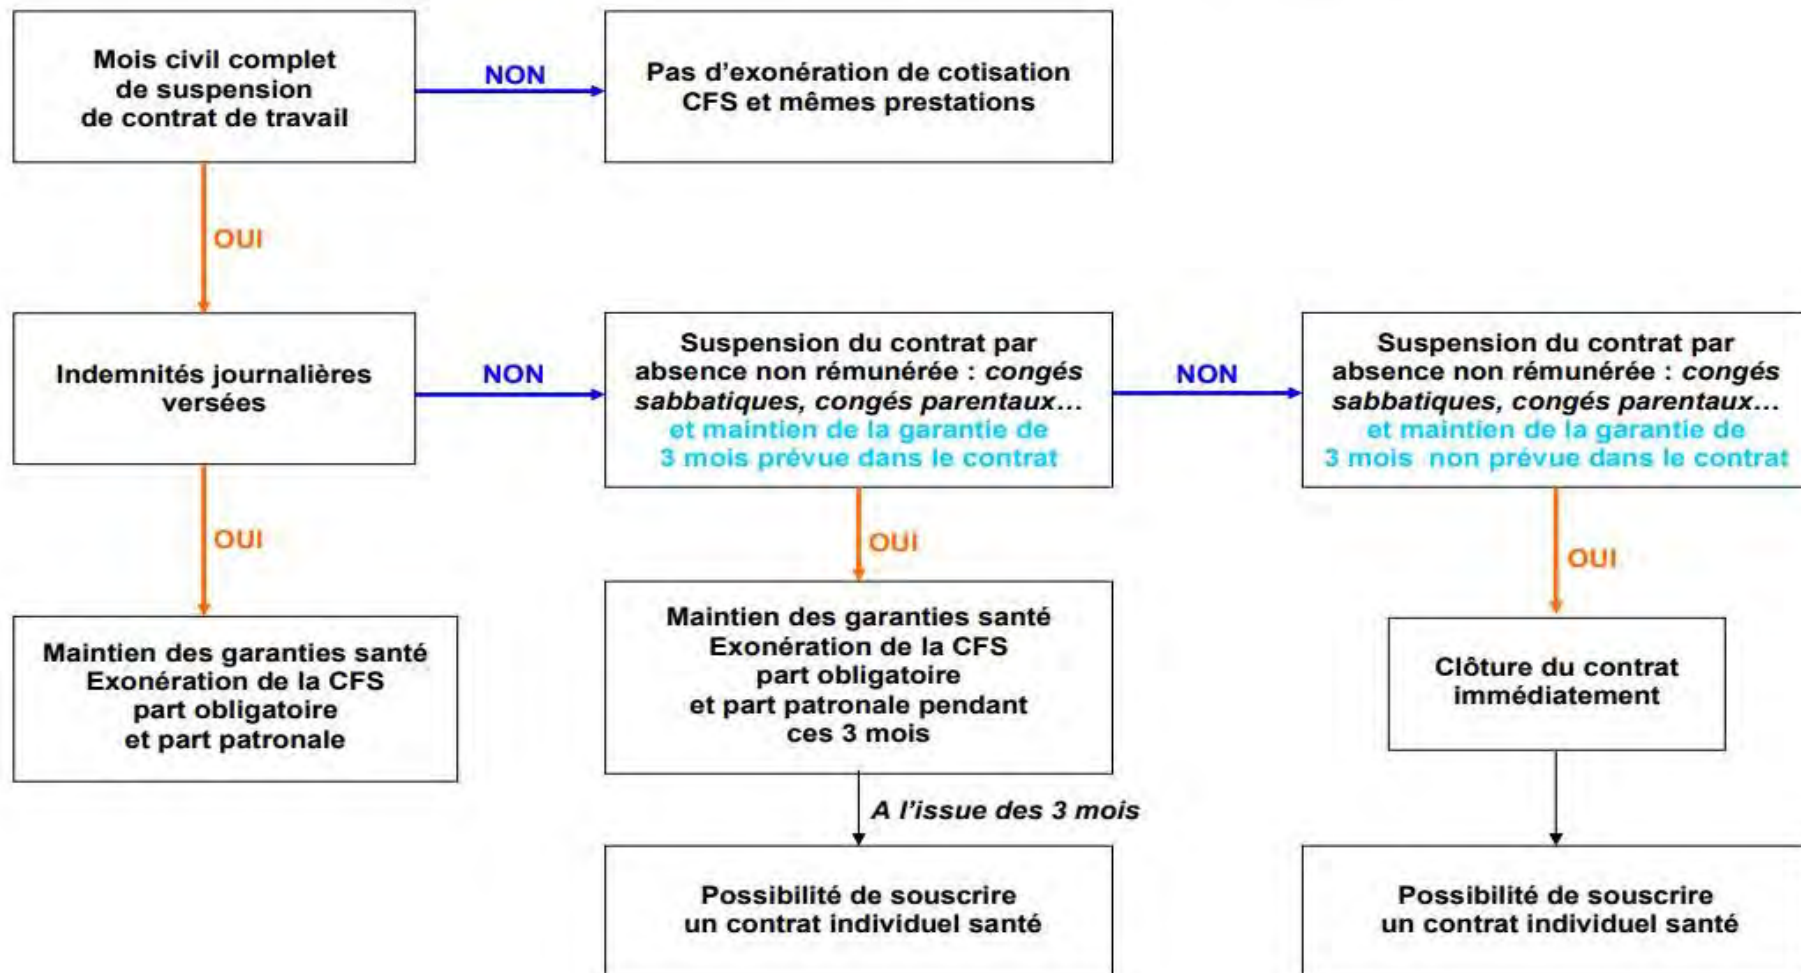 Mois civil complet
de suspension
de contrat de travail
NON
Pas d'exonération de cotisation
CFS et mêmes prestations
OUI
Indemnités journalières
versées
NON
Suspension du contrat par
absence non rémunérée : congés
sabbatiques, congés parentaux...
et maintien de la garantie de
3 mois prévue dans le contrat
NON
Suspension du contrat par
absence non rémunérée : congés
sabbatiques, congés parentaux...
et maintien de la garantie de
3 mois non prévue dans le contrat
OUI
OUI
OUI
Maintien des garanties santé
Exonération de la CFS
part obligatoire
et part patronale
Maintien des garanties santé
Exonération de la CFS
part obligatoire
et part patronale pendant
ces 3 mois
Clôture du contrat
immédiatement
A l'issue des 3 mois
Possibilité de souscrire
un contrat individuel santé
Possibilité de souscrire
un contrat individuel santé